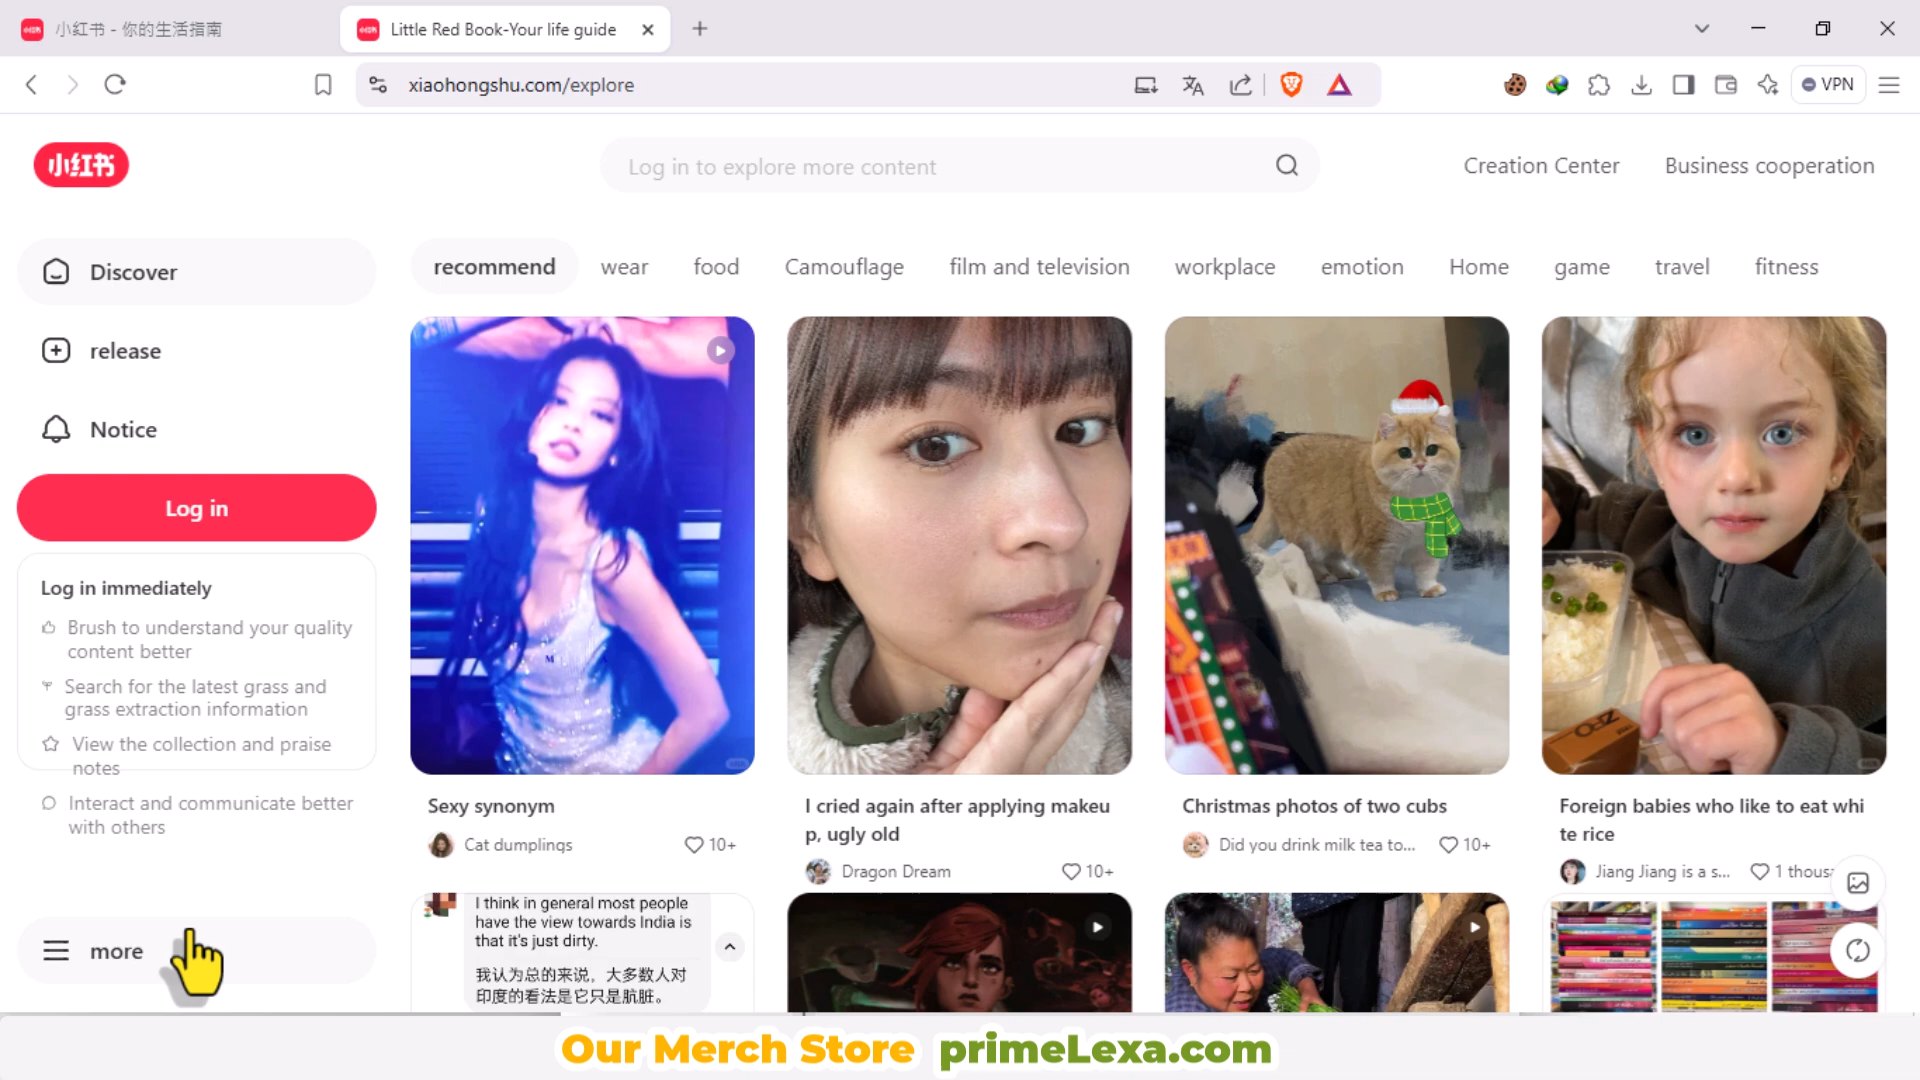 小红书 - 你的生活指南
Little Red Book-Your life guide
xiaohongshu.com/explore
VPN
小红书
Log in to explore more content
Creation Center
Business cooperation
Discover
release
Notice
Log in
Log in immediately
Brush to understand your quality
content better
Search for the latest grass and
grass extraction information
View the collection and praise
notes
Interact and communicate better
with others
more
recommend
wear
food
Camouflage
film and television
workplace
emotion
Home
game
travel
fitness
Sexy synonym
Cat dumplings
10+
I cried again after applying makeu
p, ugly old
Dragon Dream
10+
Christmas photos of two cubs
Did you drink milk tea to...
10+
Foreign babies who like to eat whi
te rice
Jiang Jiang is a s...
1 thous
I think in general most people
have the view towards India is
that it's just dirty.
我认为总的来说，大多数人对
印度的看法是它只是肮脏。
Our Merch Store primeLexa.com